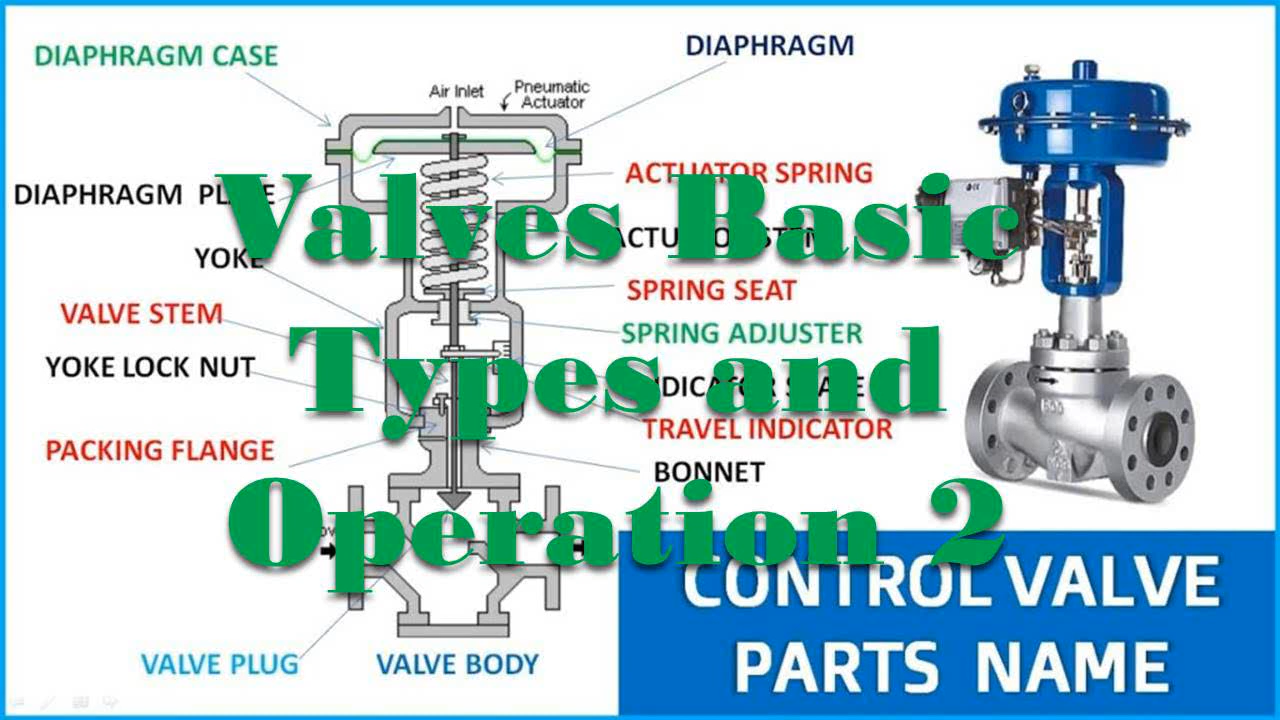 DIAPHRAGM CASE
DIAPHRAGM
Air Inlet
Pneumatic
Actuator
ACTUATOR SPRING
DIAPHRAGM
Valves Basic
YOKE
SPRING SEAT
VALVE STEM
SPRING ADJUSTER
YOKE LOCK NUT
Types and
TRAVEL INDICATOR
PACKING FLANGE
BONNET
Operation 2
CONTROL VALVE
PARTS NAME
VALVE PLUG
VALVE BODY